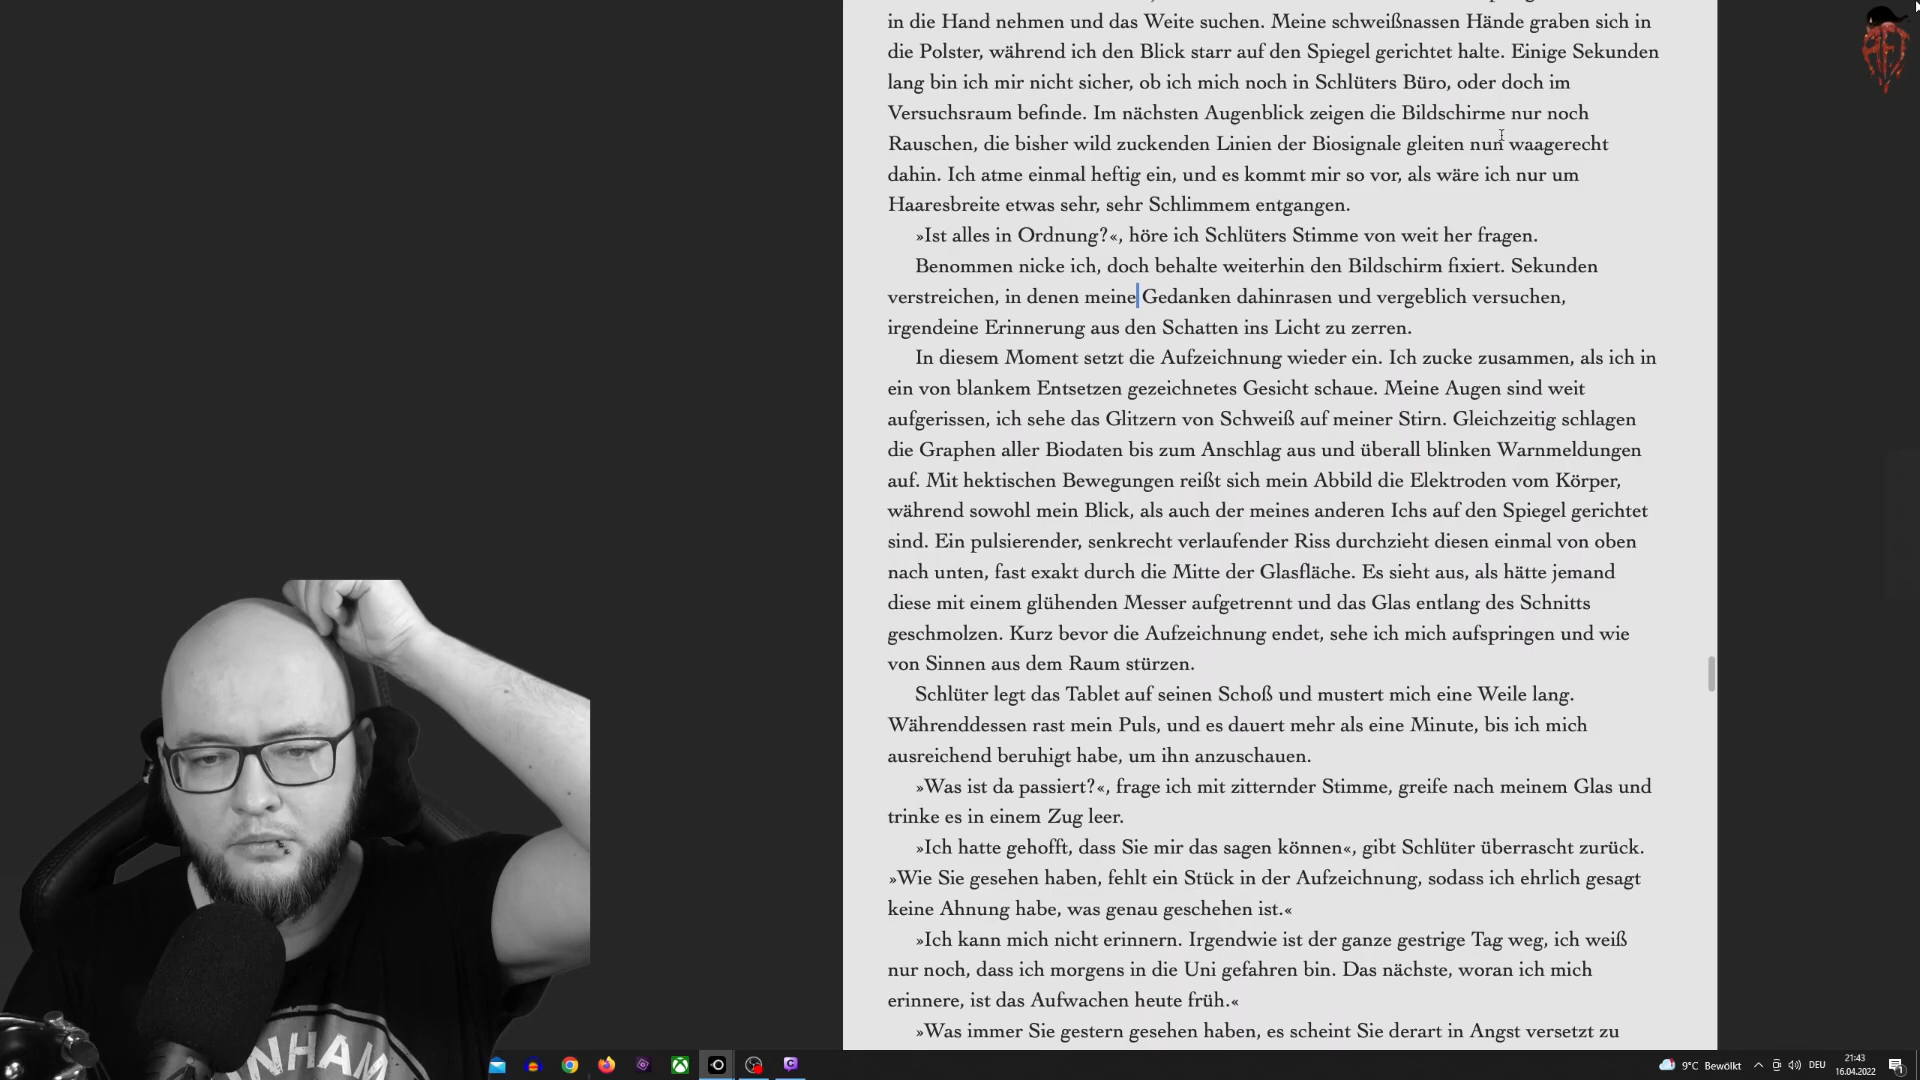 in die Hand nehmen und das Weite suchen. Meine schweißnassen Hände graben sich in
die Polster, während ich den Blick starr auf den Spiegel gerichtet halte. Einige Sekunden
lang bin ich mir nicht sicher, ob ich mich noch in Schlüters Büro, oder doch im
Versuchsraum befinde. Im nächsten Augenblick zeigen die Bildschirme nur noch
Rauschen, die bisher wild zuckenden Linien der Biosignale gleiten nun waagerecht
dahin. Ich atme einmal heftig ein, und es kommt mir so vor, als wäre ich nur um
Haaresbreite etwas sehr, sehr Schlimmem entgangen.
»Ist alles in Ordnung?«, höre ich Schlüters Stimme von weit her fragen.
Benommen nicke ich, doch behalte weiterhin den Bildschirm fixiert. Sekunden
verstreichen, in denen meine Gedanken dahinrasen und vergeblich versuchen,
irgendeine Erinnerung aus den Schatten ins Licht zu zerren.
In diesem Moment setzt die Aufzeichnung wieder ein. Ich zucke zusammen, als ich in
ein von blankem Entsetzen gezeichnetes Gesicht schaue. Meine Augen sind weit
aufgerissen, ich sehe das Glitzern von Schweiß auf meiner Stirn. Gleichzeitig schlagen
die Graphen aller Biodaten bis zum Anschlag aus und überall blinken Warnmeldungen
auf. Mit hektischen Bewegungen reißt sich mein Abbild die Elektroden vom Körper,
während sowohl mein Blick, als auch der meines anderen Ichs auf den Spiegel gerichtet
sind. Ein pulsierender, senkrecht verlaufender Riss durchzieht diesen einmal von oben
nach unten, fast exakt durch die Mitte der Glasfläche. Es sieht aus, als hätte jemand
diese mit einem glühenden Messer aufgetrennt und das Glas entlang des Schnitts
geschmolzen. Kurz bevor die Aufzeichnung endet, sehe ich mich aufspringen und wie
von Sinnen aus dem Raum stürzen.
Schlüter legt das Tablet auf seinen Schoß und mustert mich eine Weile lang.
Währenddessen rast mein Puls, und es dauert mehr als eine Minute, bis ich mich
ausreichend beruhigt habe, um ihn anzuschauen.
»Was ist da passiert?«, frage ich mit zitternder Stimme, greife nach meinem Glas und
trinke es in einem Zug leer.
»Ich hatte gehofft, dass Sie mir das sagen können«, gibt Schlüter überrascht zurück.
»Wie Sie gesehen haben, fehlt ein Stück in der Aufzeichnung, sodass ich ehrlich gesagt
keine Ahnung habe, was genau geschehen ist.«
»Ich kann mich nicht erinnern. Irgendwie ist der ganze gestrige Tag weg, ich weiß
nur noch, dass ich morgens in die Uni gefahren bin. Das nächste, woran ich mich
erinnere, ist das Aufwachen heute früh.«
»Was immer Sie gestern gesehen haben, es scheint Sie derart in Angst versetzt zu
9°C Bewölkt
DEU
21:43
16.04.2022